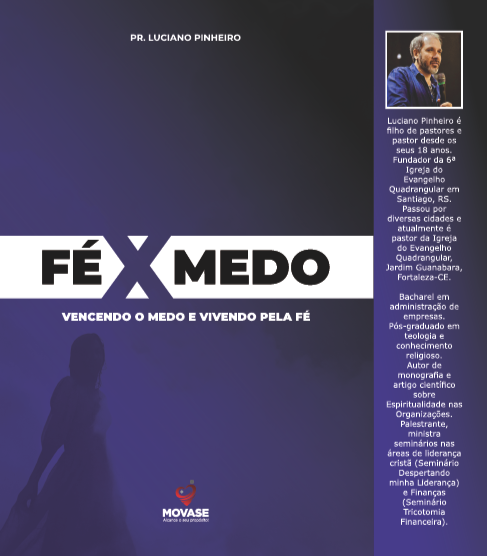 PR. LUCIANO PINHEIRO
FÉ X MEDO
VENCENDO O MEDO E VIVENDO PELA FÉ
MOVASE
Alcance o seu propósito!
Luciano Pinheiro é
filho de pastores e
pastor desde os
seus 18 anos.
Fundador da 6ª
Igreja do
Evangelho
Quadrangular em
Santiago, RS.
Passou por
diversas cidades e
atualmente é
pastor da Igreja
do Evangelho
Quadrangular,
Jardim Guanabara,
Fortaleza-CE.
Bacharel em
administração de
empresas.
Pós-graduado em
teologia e
conhecimento
religioso.
Autor de
monografia e
artigo científico
sobre
Espiritualidade nas
Organizações.
Palestrante,
ministra
seminários nas
áreas de liderança
cristã (Seminário
Despertando
minha Liderança)
e Finanças
(Seminário
Tricotomia
Financeira).